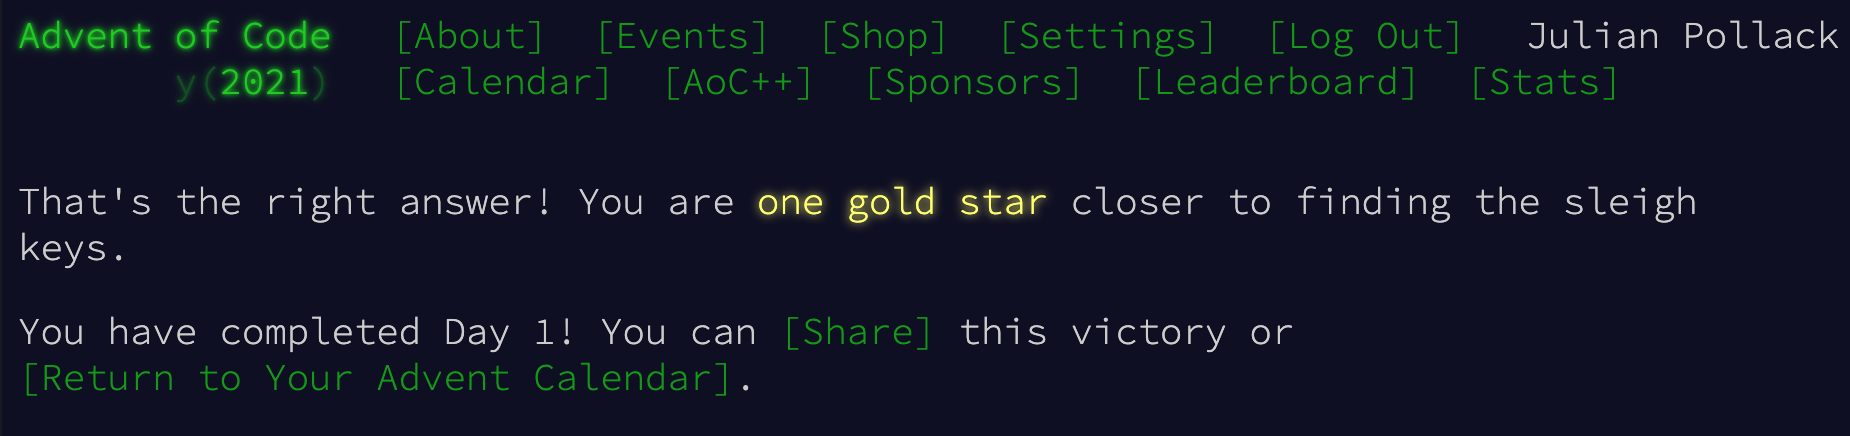 Advent of Code [About] [Events] [Shop] [Settings] [Log Out] Julian Pollack
y(2021) [Calendar] [AoC++] [Sponsors] [Leaderboard] [Stats]
That's the right answer! You are one gold star closer to finding the sleigh
keys.
You have completed Day 1! You can [Share] this victory or
[Return to Your Advent Calendar].